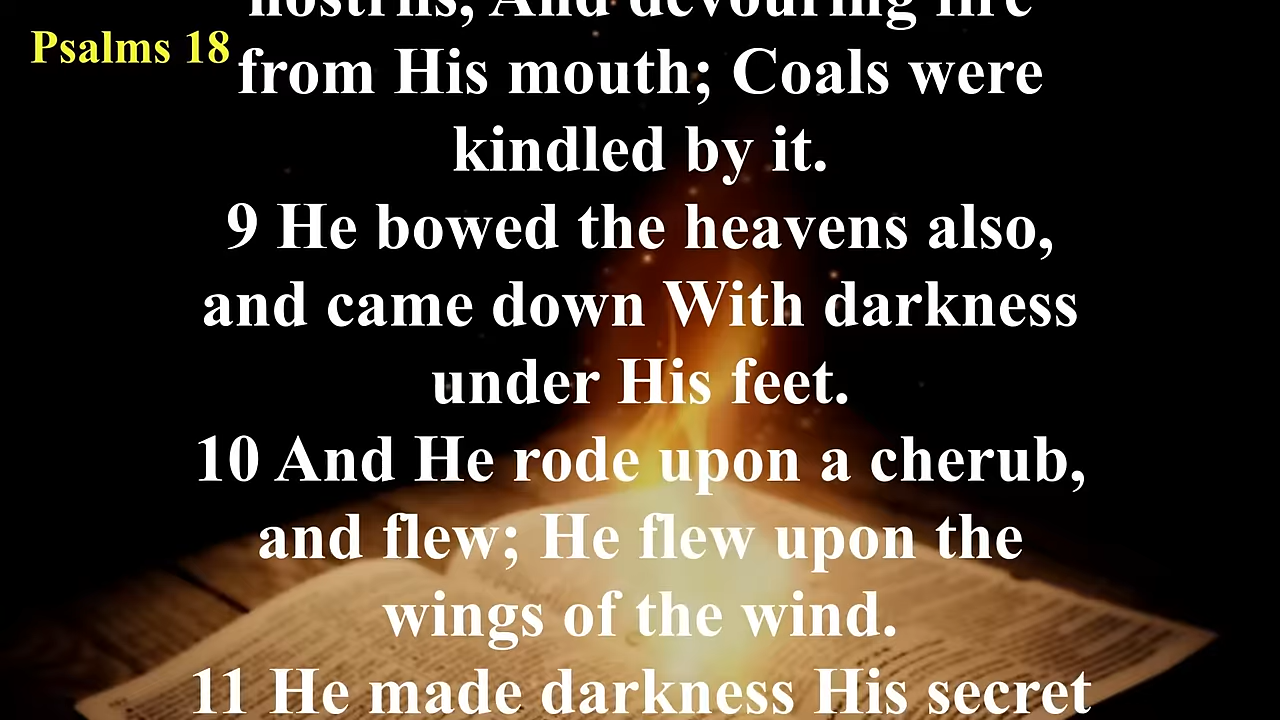 nostrils, And devouring fire
Psalms 18
from His mouth; Coals were
kindled by it.
9 He bowed the heavens also,
and came down With darkness
under His feet.
10 And He rode upon a cherub,
and flew; He flew upon the
wings of the wind.
11 He made darkness His secret